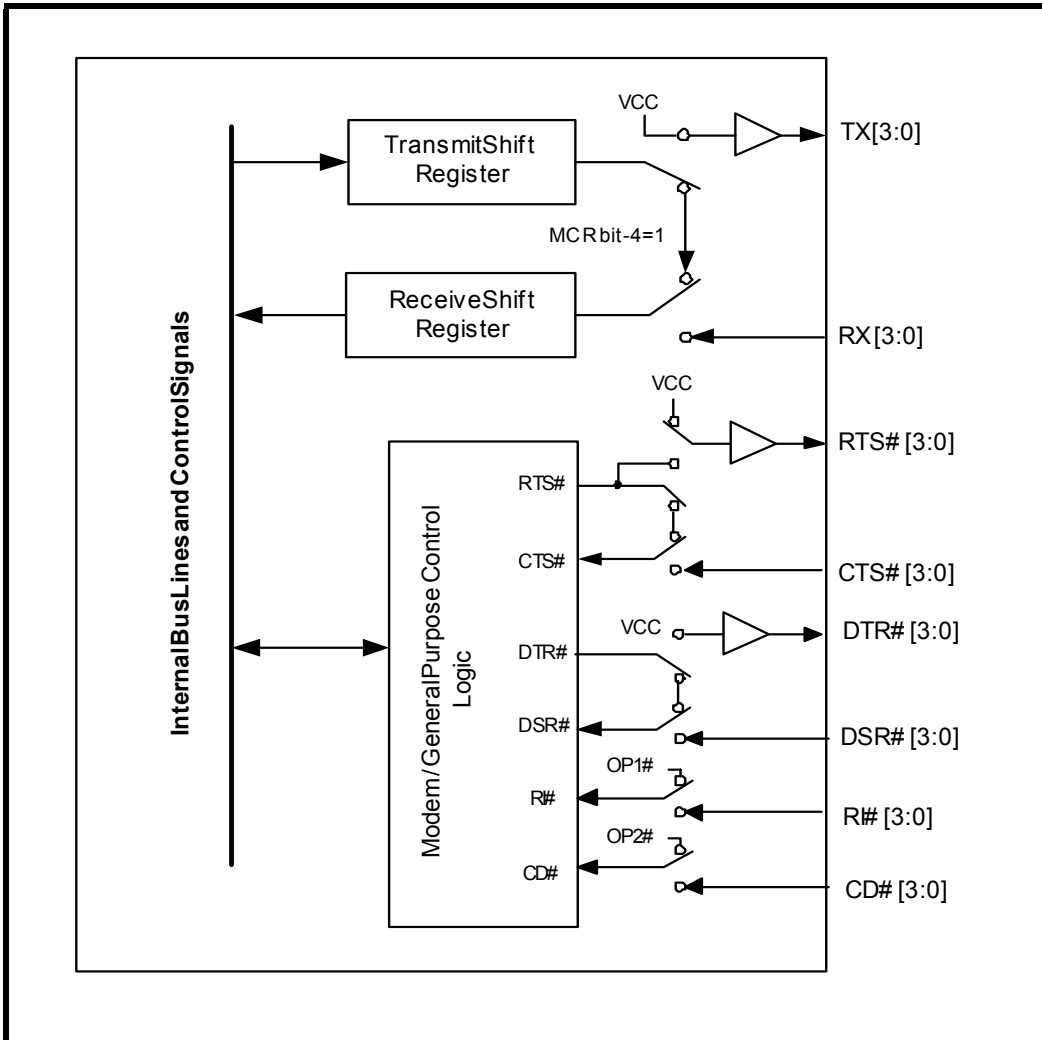 VCC
TX[3:0]
TransmitShift
Register
MCRbit-4=1
ReceiveShift
Register
RX[3:0]
InternalBusLinesandControlSignals
VCC
RTS# [3:0]
RTS#
CTS#
CTS# [3:0]
Modem/GeneralPurpose Control
Logic
VCC
DTR# [3:0]
DTR#
DSR#
DSR# [3:0]
OP1#
RI#
RI# [3:0]
OP2#
CD#
CD# [3:0]